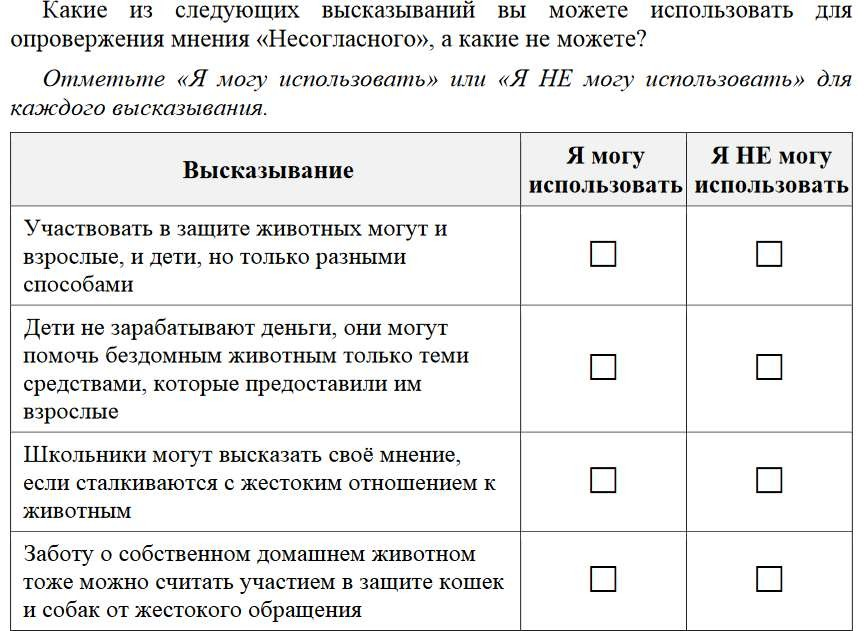 Какие из следующих высказываний вы можете использовать для
опровержения мнения «Несогласного», а какие не можете?
Отметьте «Я могу использовать» или «Я НЕ могу использовать» для
каждого высказывания.
Высказывание
Я могу
использовать
Я НЕ могу
использовать
Участвовать в защите животных могут и
взрослые, и дети, но только разными
способами
Дети не зарабатывают деньги, они могут
помочь бездомным животным только теми
средствами, которые предоставили им
взрослые
Школьники могут высказать своё мнение,
если сталкиваются с жестоким отношением к
животным
Заботу о собственном домашнем животном
тоже можно считать участием в защите кошек
и собак от жестокого обращения